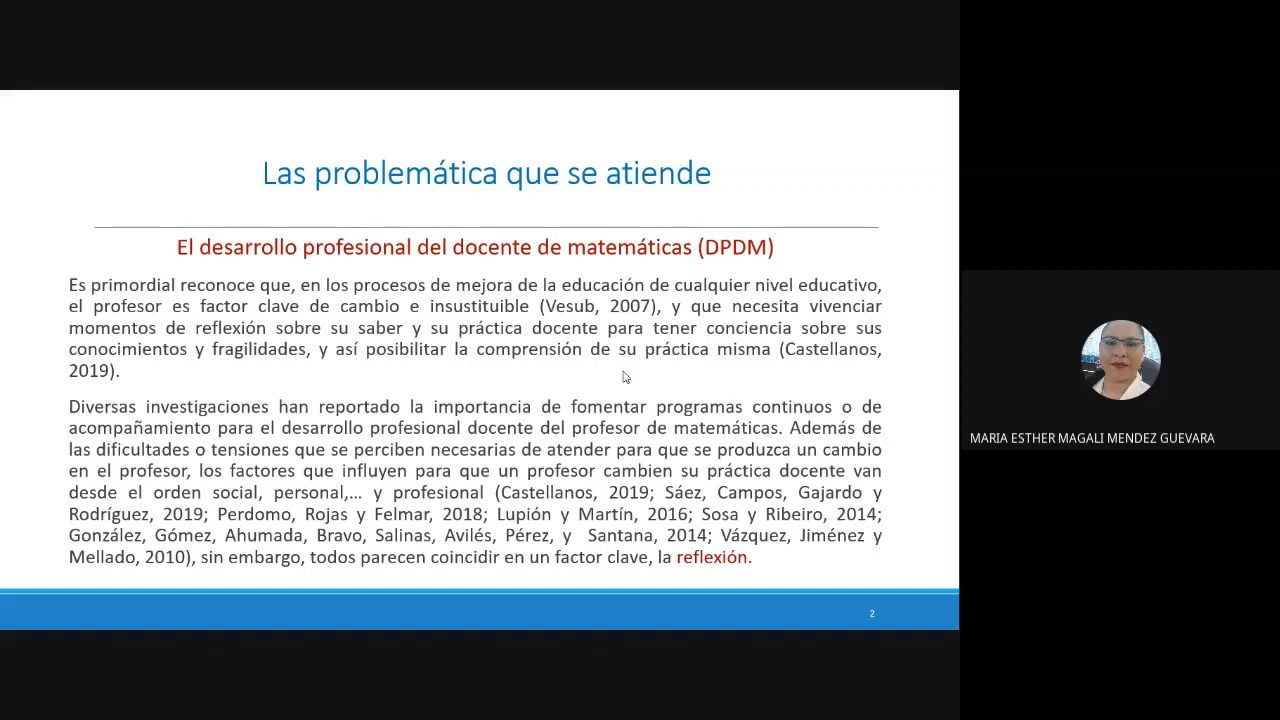 Las problemática que se atiende
El desarrollo profesional del docente de matemáticas (DPDM)
Es primordial reconoce que, en los procesos de mejora de la educación de cualquier nivel educativo,
el profesor es factor clave de cambio e insustituible (Vesub, 2007), y que necesita vivenciar
momentos de reflexión sobre su saber y su práctica docente para tener conciencia sobre sus
conocimientos y fragilidades, y así posibilitar la comprensión de su práctica misma (Castellanos,
2019).
Diversas investigaciones han reportado la importancia de fomentar programas continuos o de
acompañamiento para el desarrollo profesional docente del profesor de matemáticas. Además de
las dificultades o tensiones que se perciben necesarias de atender para que se produzca un cambio
en el profesor, los factores que influyen para que un profesor cambien su práctica docente van
desde el orden social, personal,... y profesional (Castellanos, 2019; Sáez, Campos, Gajardo y
Rodríguez, 2019; Perdomo, Rojas y Felmar, 2018; Lupión y Martín, 2016; Sosa y Ribeiro, 2014;
González, Gómez, Ahumada, Bravo, Salinas, Avilés, Pérez, y Santana, 2014; Vázquez, Jiménez y
Mellado, 2010), sin embargo, todos parecen coincidir en un factor clave, la reflexión.
2
MARIA ESTHER MAGALI MENDEZ GUEVARA